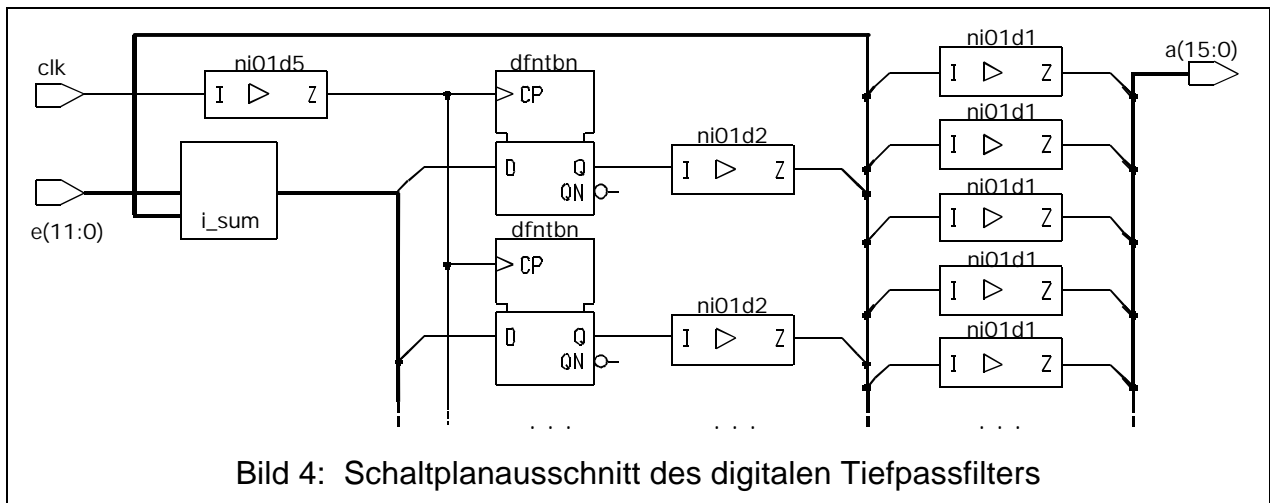 clk
ni01d5
I Z
dfntbn
CP
ni01d1
I Z
a(15:0)
ni01d1
I Z
e(11:0)
i_sum
D Q
QN
ni01d2
I Z
ni01d1
I Z
dfntbn
CP
ni01d1
I Z
D Q
QN
ni01d2
I Z
ni01d1
I Z
. . .
. . .
. . .
Bild 4: Schaltplanausschnitt des digitalen Tiefpassfilters